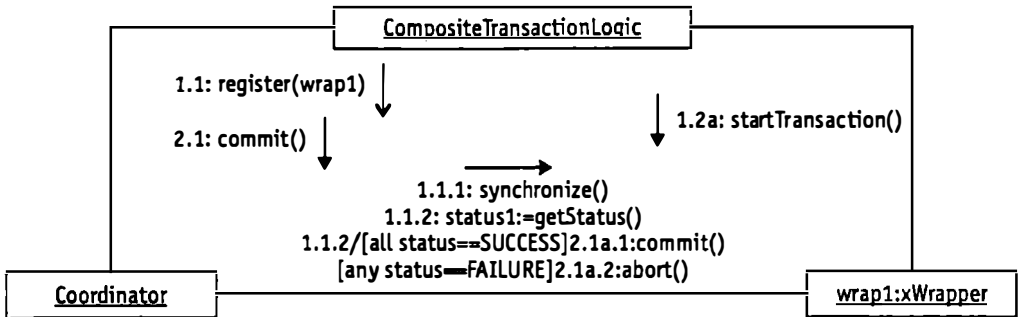 CompositeTransactionLogic
1.1: register(wrap1)
1.2a: startTransaction()
2.1: commit()
1.1.1: synchronize()
1.1.2: status1:=getStatus()
1.1.2/[all status==SUCCESS]2.1a.1:commit()
[any status==FAILURE]2.1a.2:abort()
Coordinator
wrap1:xWrapper